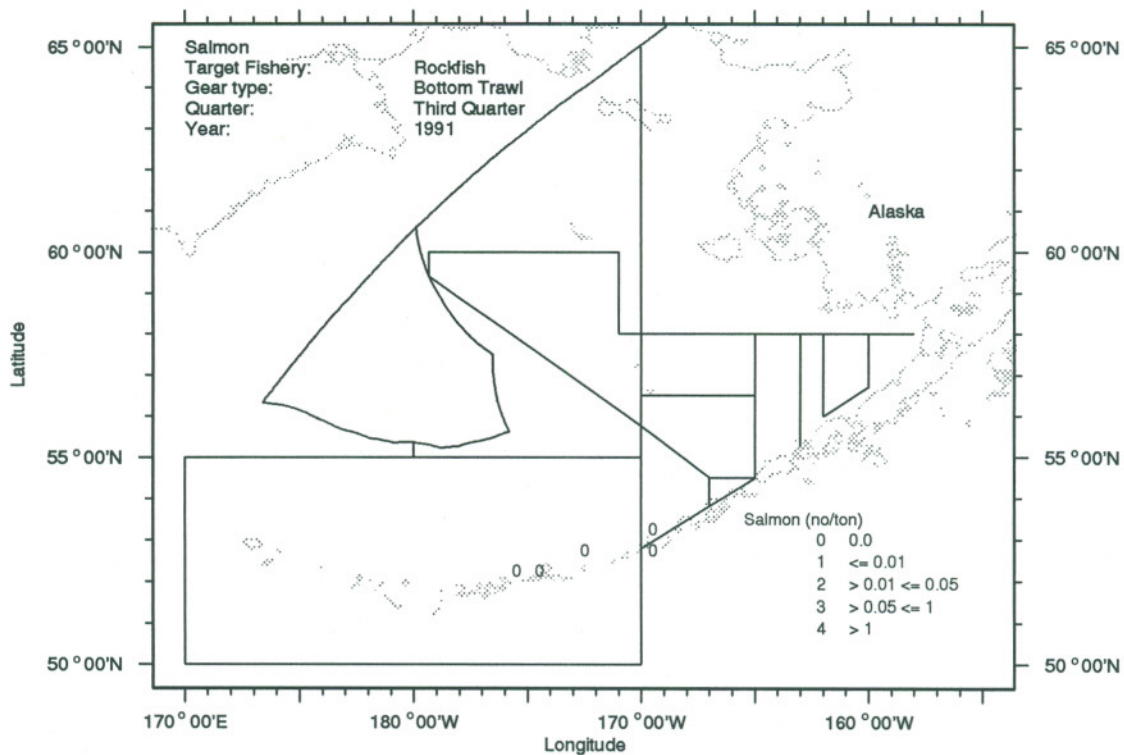 65 °00'N 65 °00'N
Salmon
Target Fishery: Rockfish
Gear type: Bottom Trawl
Quarter: Third Quarter
Year: 1991
Alaska
60 °00'N 60 °00'N
Latitude
55 °00'N 55 °00'N
Salmon (no/ton)
0 0.0
1 <= 0.01
2 > 0.01 <= 0.05
3 > 0.05 <= 1
4 > 1
0
0 0
0 0
50 °00'N 50 °00'N
170 °00'E 180 °00'W 170 °00'W 160 °00'W
Longitude